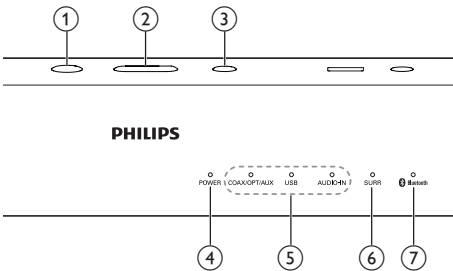 1 2 3
PHILIPS
POWER COAX/OPT/AUX USB AUDIO-IN SURR Bluetooth
4 5 6 7